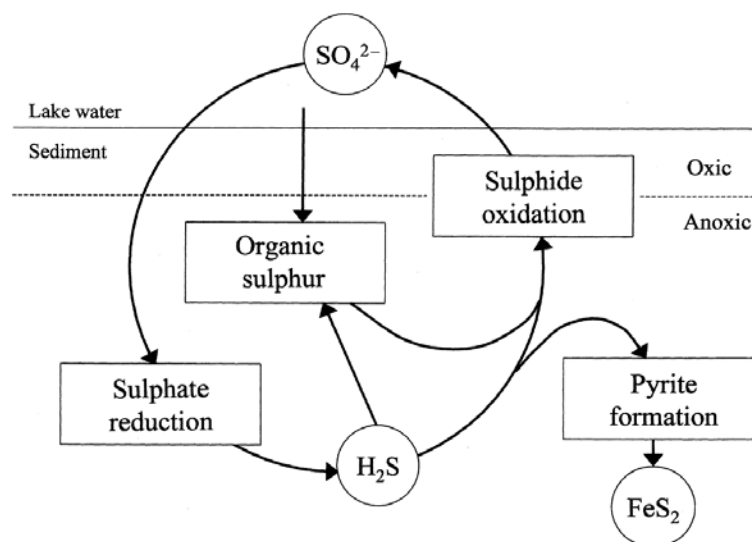 SO₄²⁻
Lake water
Sediment
Oxic
Sulphide
oxidation
Anoxic
Organic
sulphur
Sulphate
reduction
Pyrite
formation
H₂S
FeS₂